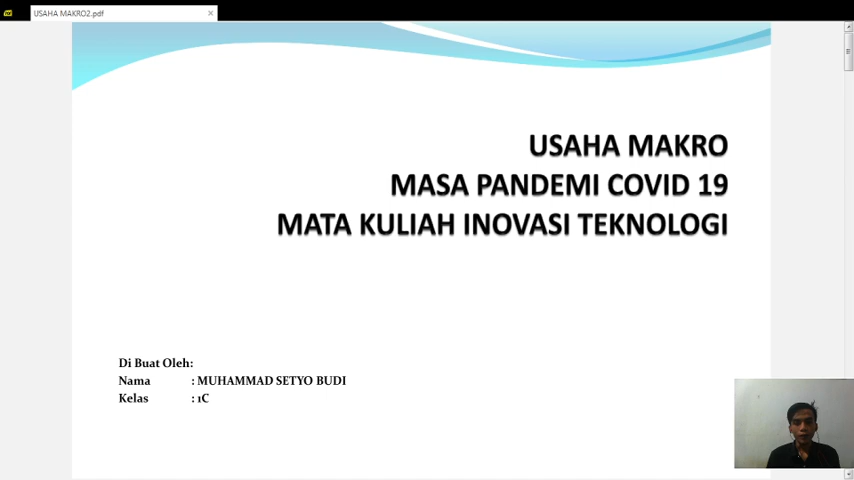 USAHA MAKRO2.pdf
USAHA MAKRO
MASA PANDEMI COVID 19
MATA KULIAH INOVASI TEKNOLOGI
Di Buat Oleh:
Nama : MUHAMMAD SETYO BUDI
Kelas : 1C